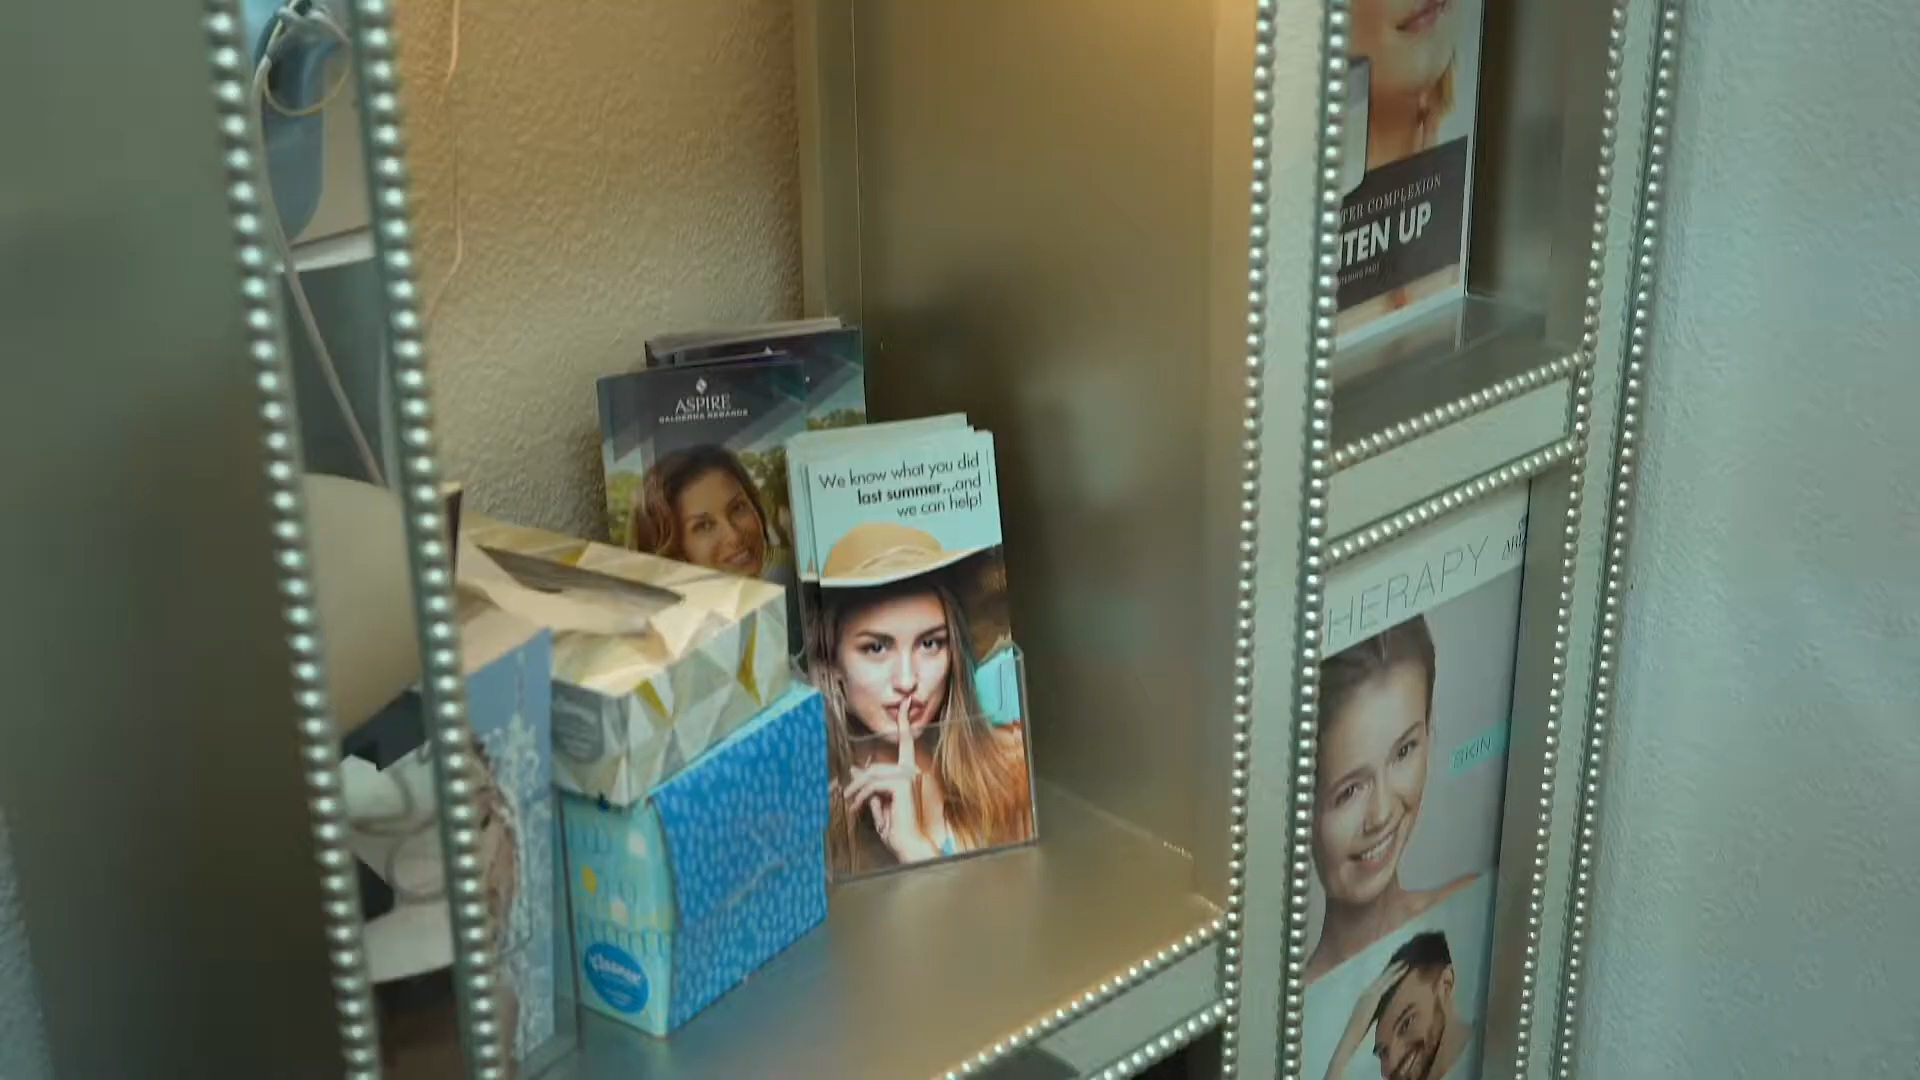 ASPIRE
GALDERMA REWARDS
We know what you did
last summer...and
we can help!
Kleenex
TER COMPLEXION
TEN UP
HERAPY
SKIN